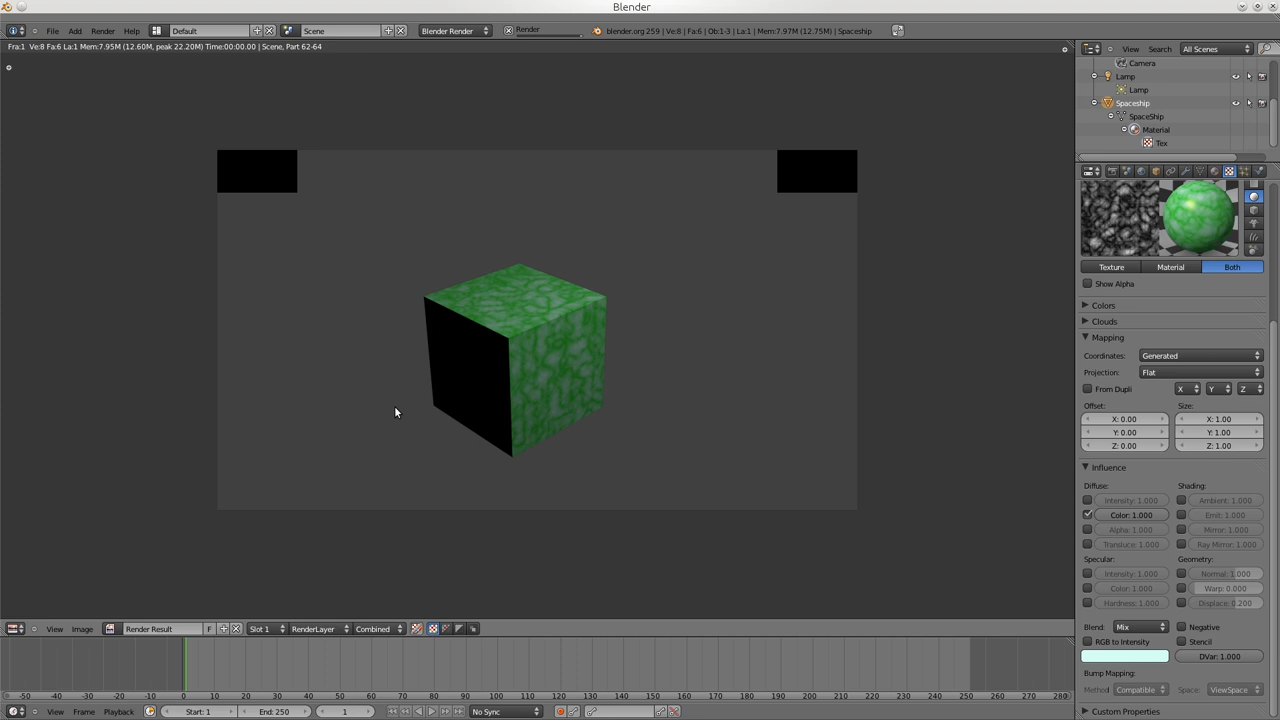 Blender
File Add Render Help Default Scene Blender Render Render blender.org 259 | Ve:8 | Fa:6 | Ob:1-3 | La:1 | Mem:7.97M (12.75M) | Spaceship
Fra:1 Ve:8 Fa:6 La:1 Mem:7.95M (12.60M, peak 22.20M) Time:00:00.00 | Scene, Part 62-64
View Search All Scenes
Camera
Lamp
Lamp
Spaceship
SpaceShip
Material
Tex
Texture Material Both
Show Alpha
Colors
Clouds
Mapping
Coordinates: Generated
Projection: Flat
From Dupli X Y Z
Offset: Size:
X: 0.00 X: 1.00
Y: 0.00 Y: 1.00
Z: 0.00 Z: 1.00
Influence
Diffuse: Shading:
Intensity: 1.000 Ambient: 1.000
Color: 1.000 Emit: 1.000
Alpha: 1.000 Mirror: 1.000
Transluce: 1.000 Ray Mirror: 1.000
Specular: Geometry:
Intensity: 1.000 Normal: 1.000
Color: 1.000 Warp: 0.000
Hardness: 1.000 Displace: 0.200
Blend: Mix Negative
RGB to Intensity Stencil
DVar: 1.000
Bump Mapping:
Method: Compatible Space: ViewSpace
Custom Properties
View Image Render Result F Slot 1 RenderLayer Combined
-50 -40 -30 -20 -10 0 10 20 30 40 50 60 70 80 90 100 110 120 130 140 150 160 170 180 190 200 210 220 230 240 250 260 270 280
View Frame Playback Start: 1 End: 250 1 No Sync